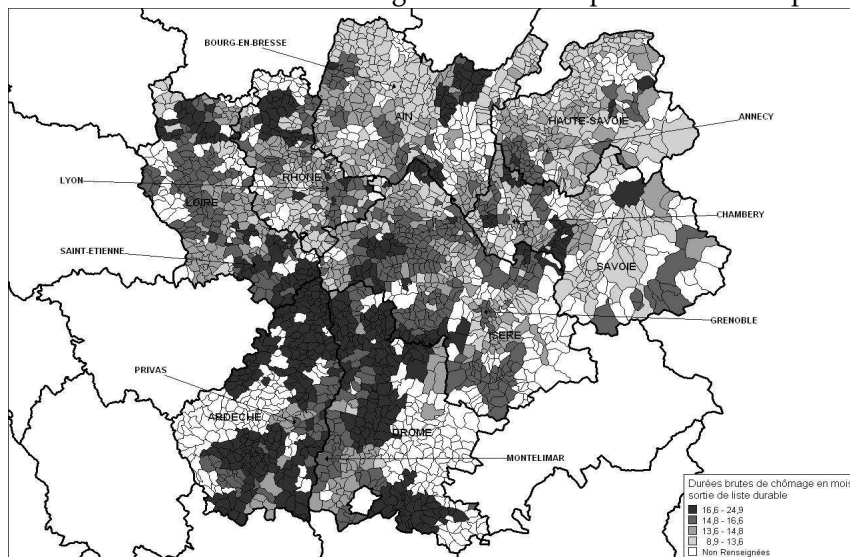 BOURG-EN-BRESSE
AIN
HAUTE-SAVOIE
ANNECY
LYON
RHONE
LOIRE
CHAMBERY
SAINT-ETIENNE
SAVOIE
GRENOBLE
ISERE
PRIVAS
ARDECHE
DROME
MONTELIMAR
Durées brutes de chômage en mois
sortie de liste durable
16,6 - 24,9
14,8 - 16,6
13,6 - 14,8
8,9 - 13,6
Non Renseignées